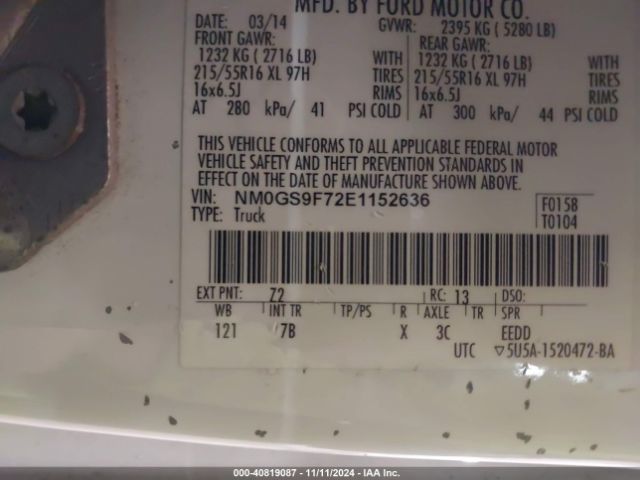 MFD. BY FORD MOTOR CO.
DATE: 03/14 GVWR: 2395 KG ( 5280 LB)
FRONT GAWR: REAR GAWR:
1232 KG ( 2716 LB) WITH 1232 KG ( 2716 LB) WITH
215/55R16 XL 97H TIRES 215/55R16 XL 97H TIRES
16x6.5J RIMS 16x6.5J RIMS
AT 280 kPa/ 41 PSI COLD AT 300 kPa/ 44 PSI COLD
THIS VEHICLE CONFORMS TO ALL APPLICABLE FEDERAL MOTOR
VEHICLE SAFETY AND THEFT PREVENTION STANDARDS IN
EFFECT ON THE DATE OF MANUFACTURE SHOWN ABOVE.
VIN: NM0GS9F72E1152636 F0158
TYPE: Truck T0104
EXT PNT: Z2 RC: 13 DSO:
WB INT TR TP/PS R AXLE TR SPR
121 7B X 3C EEDD
UTC ▽5U5A-1520472-BA
000-40819087 - 11/11/2024 - IAA Inc.